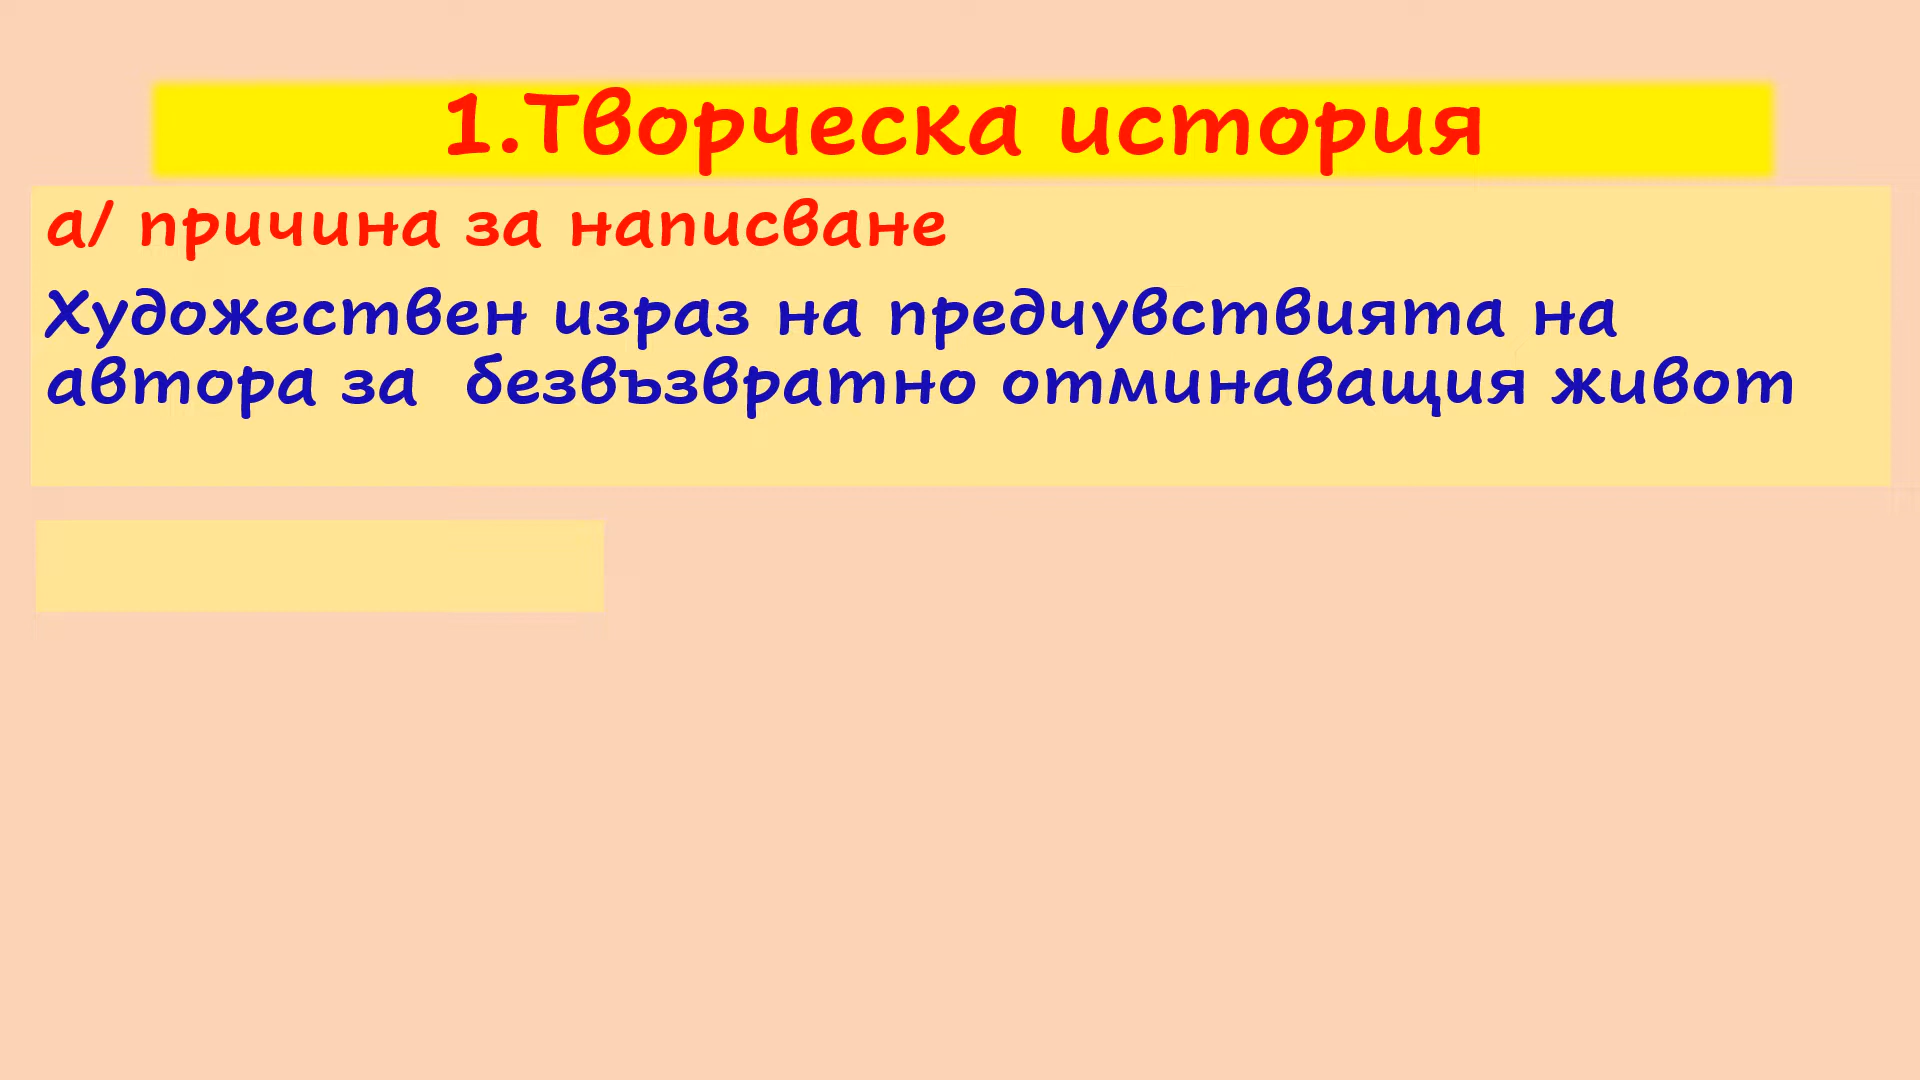 1.Творческа история
а/ причина за написване
Художествен израз на предчувствията на
автора за  безвъзвратно отминаващия живот